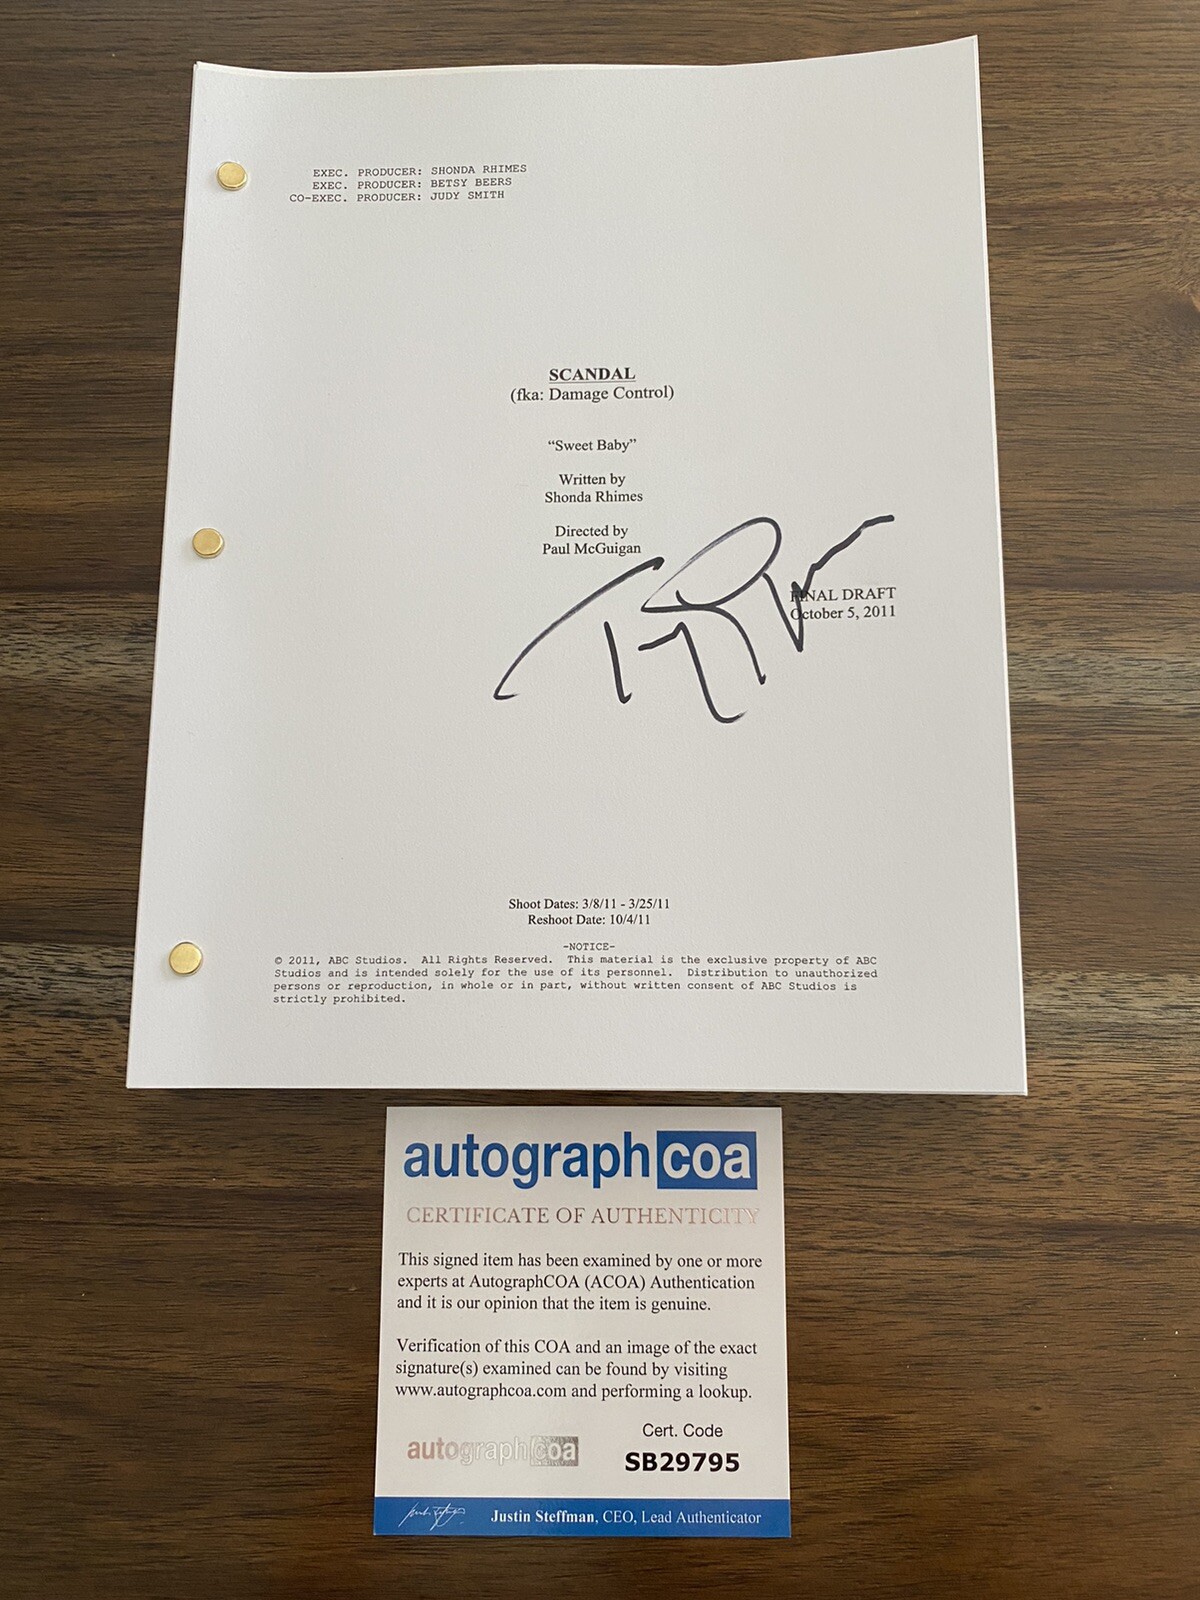 EXEC. PRODUCER: SHONDA RHIMES
EXEC. PRODUCER: BETSY BEERS
CO-EXEC. PRODUCER: JUDY SMITH
SCANDAL
(fka: Damage Control)
“Sweet Baby”
Written by
Shonda Rhimes
Directed by
Paul McGuigan
FINAL DRAFT
October 5, 2011
Shoot Dates: 3/8/11 - 3/25/11
Reshoot Date: 10/4/11
-NOTICE-
© 2011, ABC Studios. All Rights Reserved. This material is the exclusive property of ABC
Studios and is intended solely for the use of its personnel. Distribution to unauthorized
persons or reproduction, in whole or in part, without written consent of ABC Studios is
strictly prohibited.
autographcoa
CERTIFICATE OF AUTHENTICITY
This signed item has been examined by one or more
experts at AutographCOA (ACOA) Authentication
and it is our opinion that the item is genuine.
Verification of this COA and an image of the exact
signature(s) examined can be found by visiting
www.autographcoa.com and performing a lookup.
Cert. Code
autographcoa SB29795
Justin Steffman, CEO, Lead Authenticator